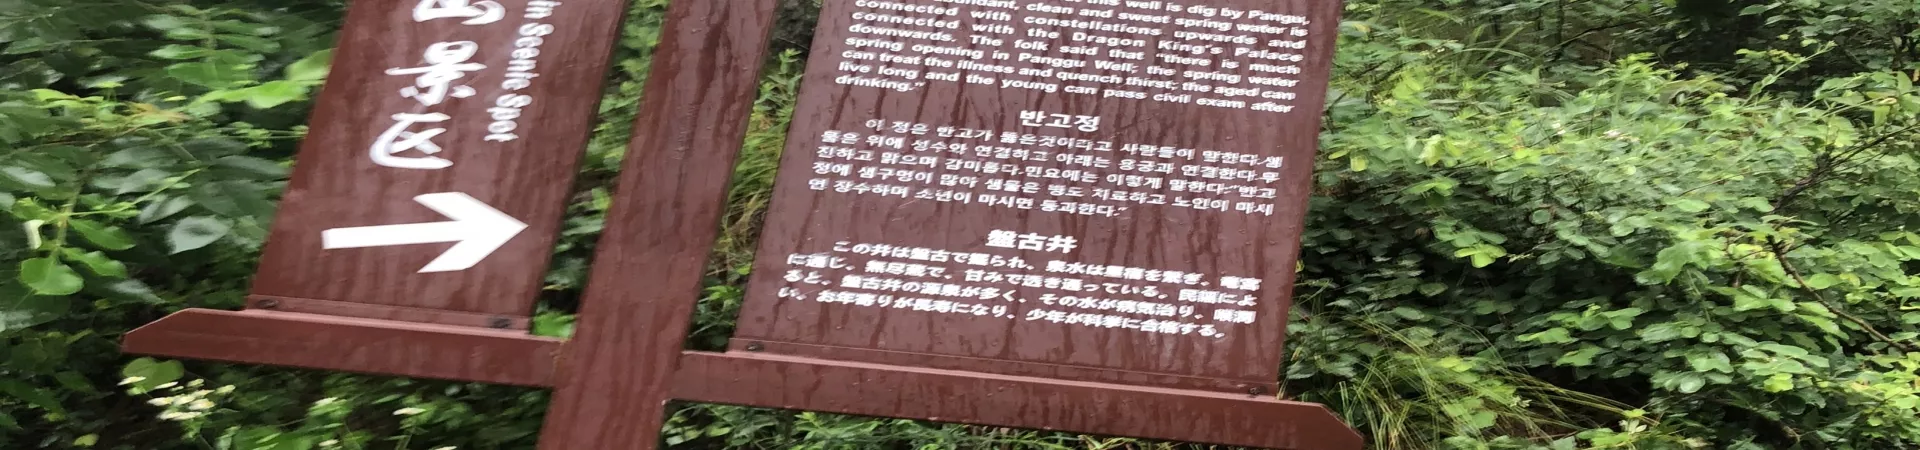 山景区
in Scenic Spot
this well is dig by Pangu,
abundant, clean and sweet spring water is
connected with constellations upwards and
connected with the Dragon King's Palace
downwards. The folk said that "there is much
spring opening in Panggu Well; the spring water
can treat the illness and quench thirst; the aged can
live long and the young can pass civil exam after
drinking."
반고정
이 정은 반고가 뚫은것이라고 사람들이 말한다.샘
물은 위에 성수와 연결하고 아래는 용궁과 연결한다.무
진하고 맑으며 감미롭다.민요에는 이렇게 말한다:"반고
정에 샘구멍이 많아 샘물은 병도 치료하고 노인이 마시
면 장수하며 소년이 마시면 통과한다."
盤古井
この井は盤古で掘られ、泉水は星宿を繋ぎ、竜宮
に通じ、無尽蔵で、甘みで透き通っている。民謡によ
ると、盤古井の源泉が多く、その水が病気治り、喉潤
い、お年寄りが長寿になり、少年が科挙に合格する。